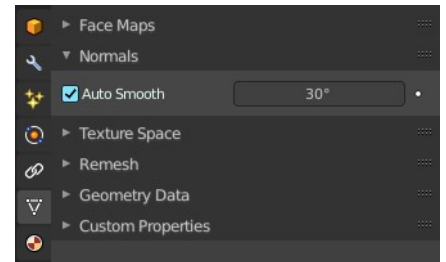 Face Maps
Normals
Auto Smooth 30°
Texture Space
Remesh
Geometry Data
Custom Properties